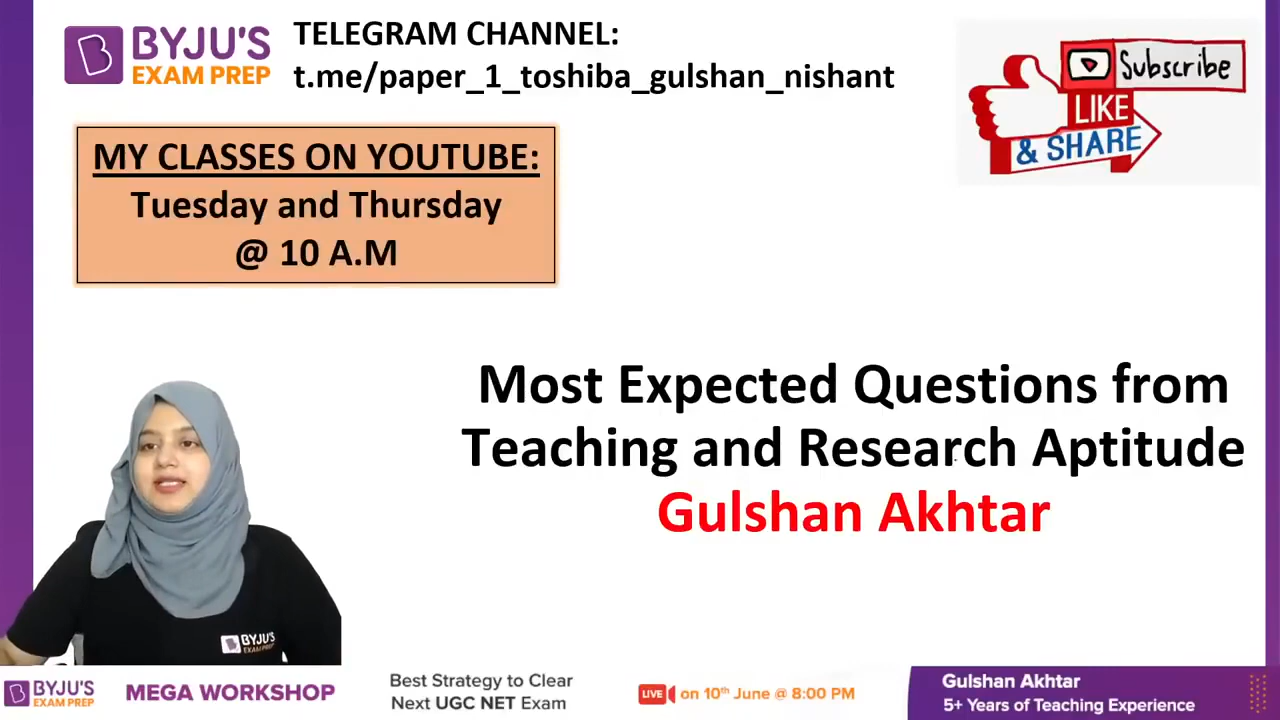 BYJU'S
EXAM PREP
TELEGRAM CHANNEL:
t.me/paper_1_toshiba_gulshan_nishant
Subscribe
LIKE
& SHARE
MY CLASSES ON YOUTUBE:
Tuesday and Thursday
@ 10 A.M
Most Expected Questions from
Teaching and Research Aptitude
Gulshan Akhtar
BYJU'S
EXAM PREP
BYJU'S
EXAM PREP
MEGA WORKSHOP
Best Strategy to Clear
Next UGC NET Exam
LIVE on 10th June @ 8:00 PM
Gulshan Akhtar
5+ Years of Teaching Experience